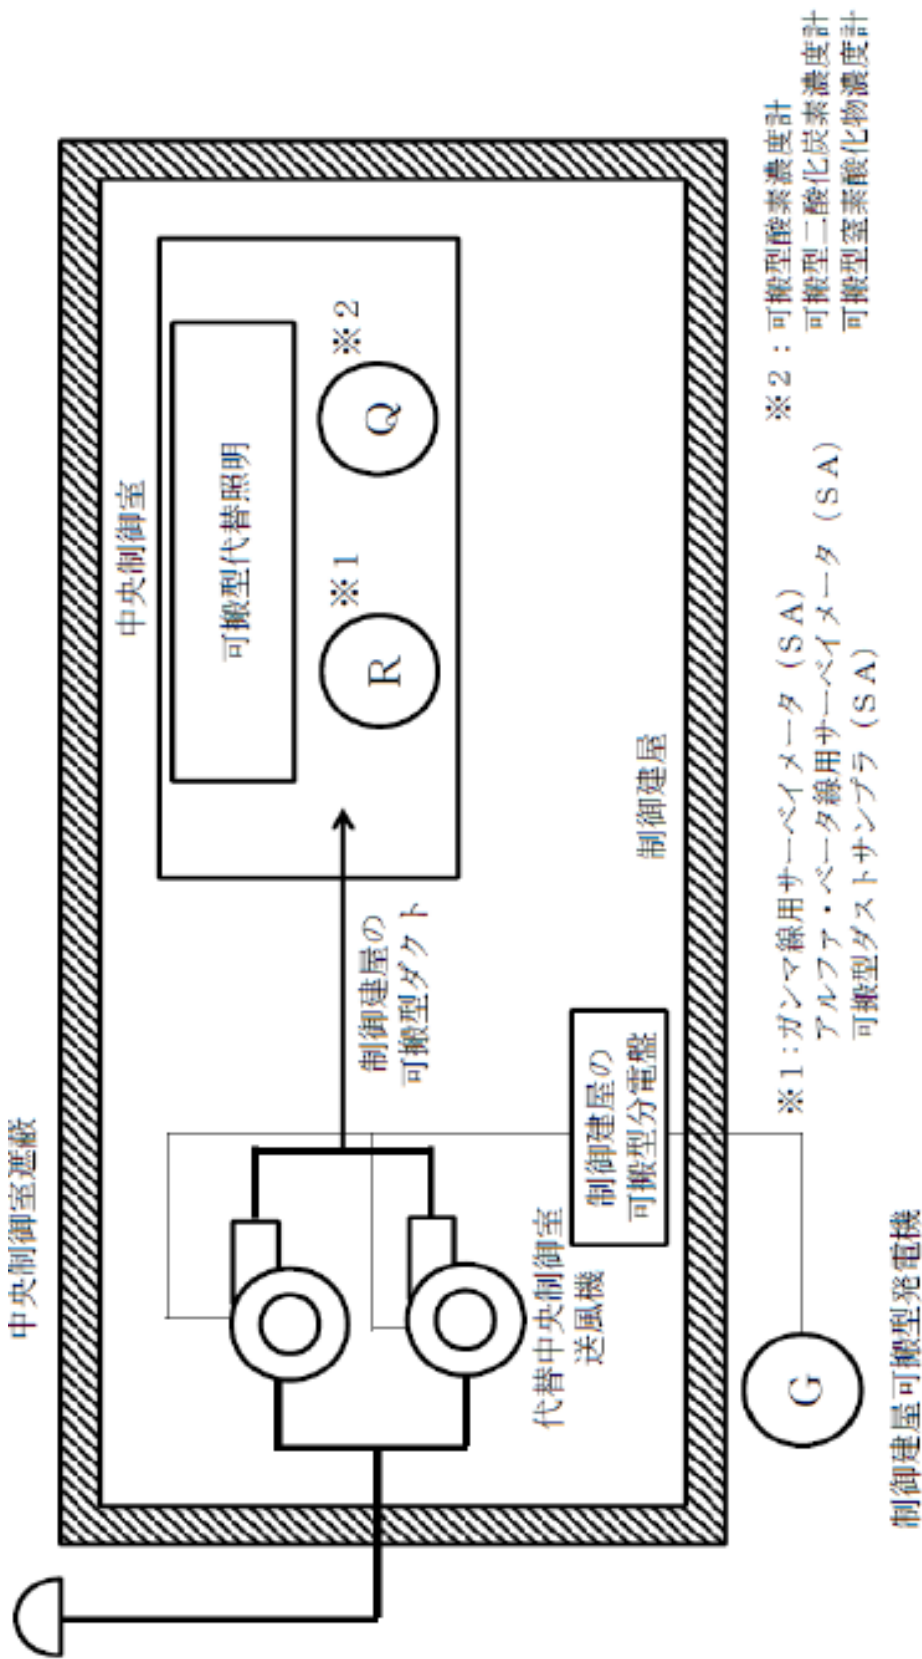 中央制御室遮蔽
中央制御室
可搬型代替照明
R
※1
Q
※2
制御建屋の
可搬型ダクト
代替中央制御室
送風機
制御建屋の
可搬型分電盤
制御建屋
G
制御建屋可搬型発電機
※1：ガンマ線用サーベイメータ（ＳＡ）
アルファ・ベータ線用サーベイメータ（ＳＡ）
可搬型ダストサンプラ（ＳＡ）
※2：可搬型酸素濃度計
可搬型二酸化炭素濃度計
可搬型窒素酸化物濃度計